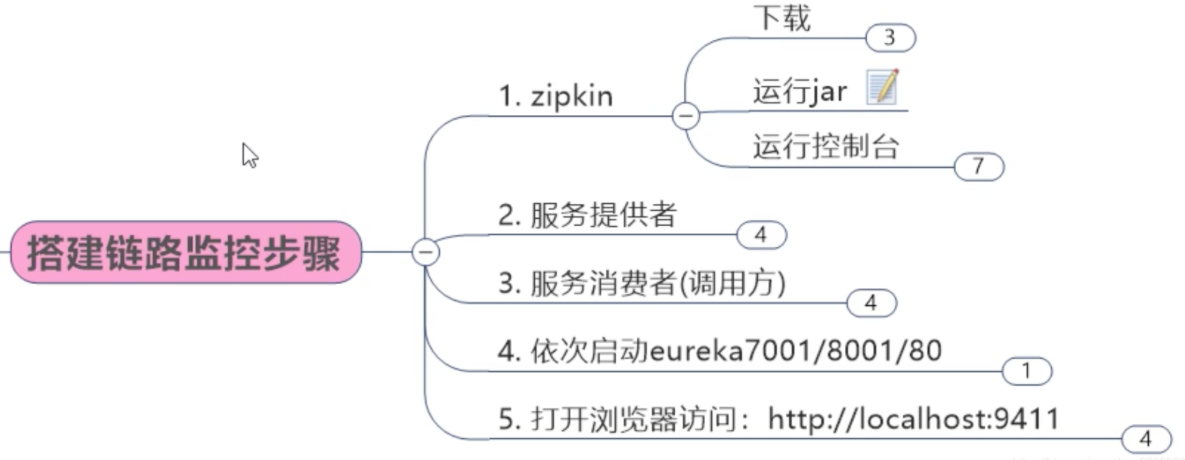 下载
3
1. zipkin
运行jar
运行控制台
7
2. 服务提供者
4
搭建链路监控步骤
3. 服务消费者(调用方)
4
4. 依次启动eureka7001/8001/80
1
5. 打开浏览器访问：http://localhost:9411
4